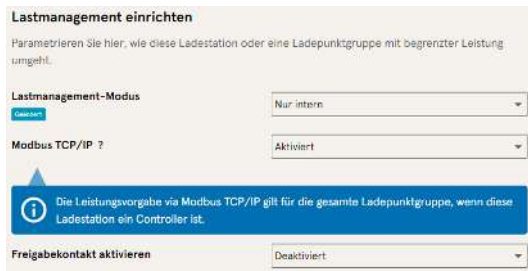 Lastmanagement einrichten
Parametrieren Sie hier, wie diese Ladestation oder eine Ladepunktgruppe mit begrenzter Leistung
umgeht.
Lastmanagement-Modus
Nur intern
Geändert
Modbus TCP/IP ?
Aktiviert
Die Leistungsvorgabe via Modbus TCP/IP gilt für die gesamte Ladepunktgruppe, wenn diese
Ladestation ein Controller ist.
Freigabekontakt aktivieren
Deaktiviert